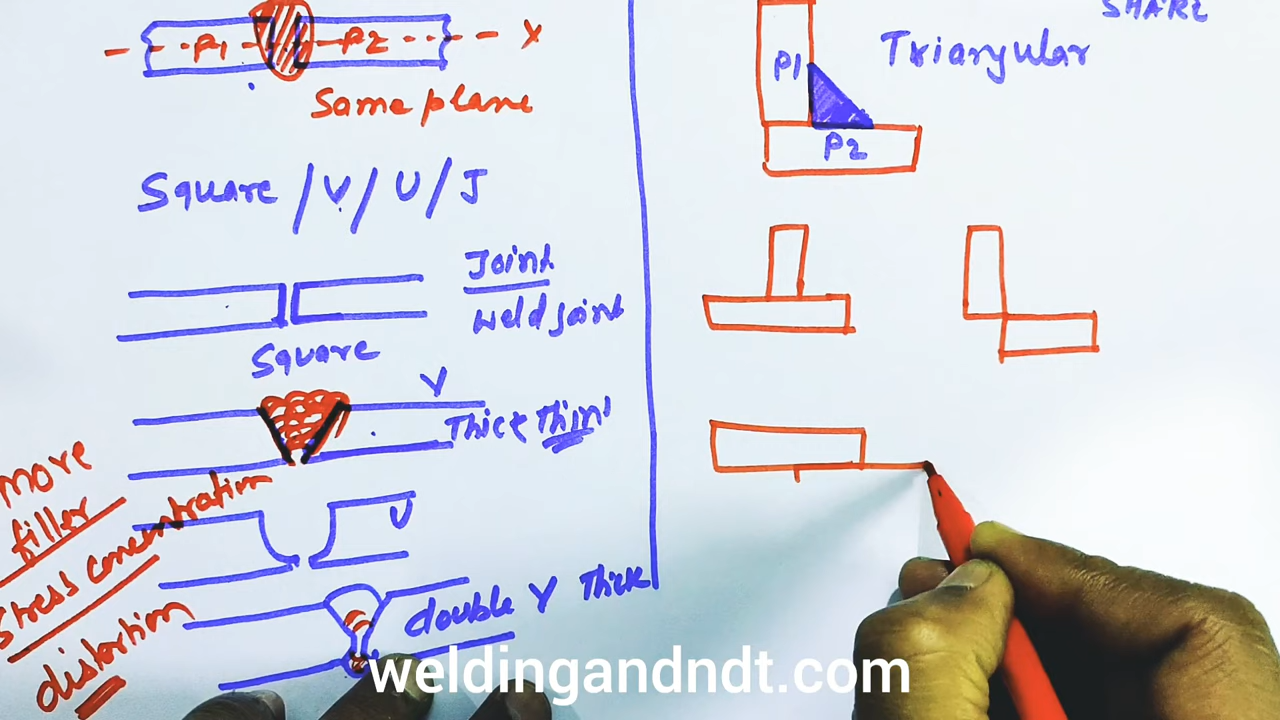 P1 P2 X
Same plane
Square / V / U / J
Joint
Weld joint
Square
V
Thick Thint
More
filler
Stress concentration
distortion
U
double V Thick
Triangular
P1
P2
weldingandndt.com